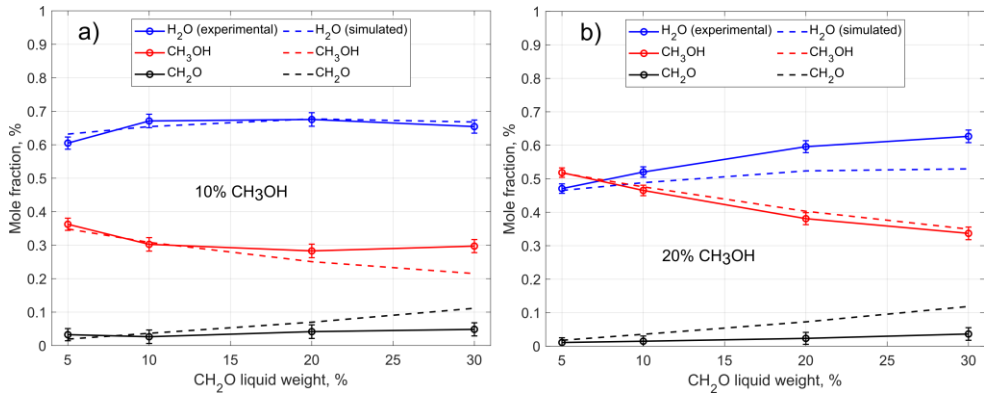 a)
H₂O (experimental) H₂O (simulated)
CH₃OH CH₃OH
CH₂O CH₂O
10% CH₃OH
Mole fraction, %
1
0.9
0.8
0.7
0.6
0.5
0.4
0.3
0.2
0.1
0
5 10 15 20 25 30
CH₂O liquid weight, %
b)
H₂O (experimental) H₂O (simulated)
CH₃OH CH₃OH
CH₂O CH₂O
20% CH₃OH
Mole fraction, %
1
0.9
0.8
0.7
0.6
0.5
0.4
0.3
0.2
0.1
0
5 10 15 20 25 30
CH₂O liquid weight, %